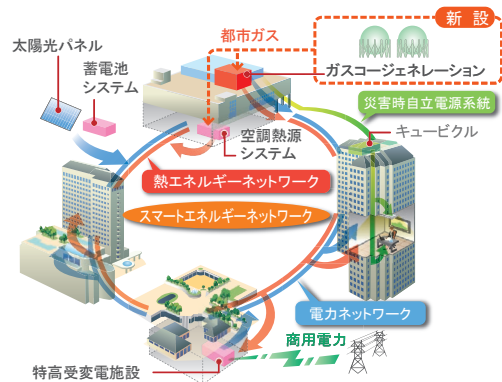 新設
都市ガス
太陽光パネル
蓄電池
システム
ガスコージェネレーション
災害時自立電源系統
キュービクル
空調熱源
システム
熱エネルギーネットワーク
スマートエネルギーネットワーク
電力ネットワーク
商用電力
特高受変電施設